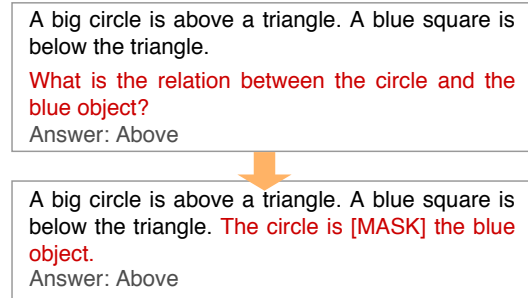 A big circle is above a triangle. A blue square is
below the triangle.
What is the relation between the circle and the
blue object?
Answer: Above
A big circle is above a triangle. A blue square is
below the triangle. The circle is [MASK] the blue
object.
Answer: Above